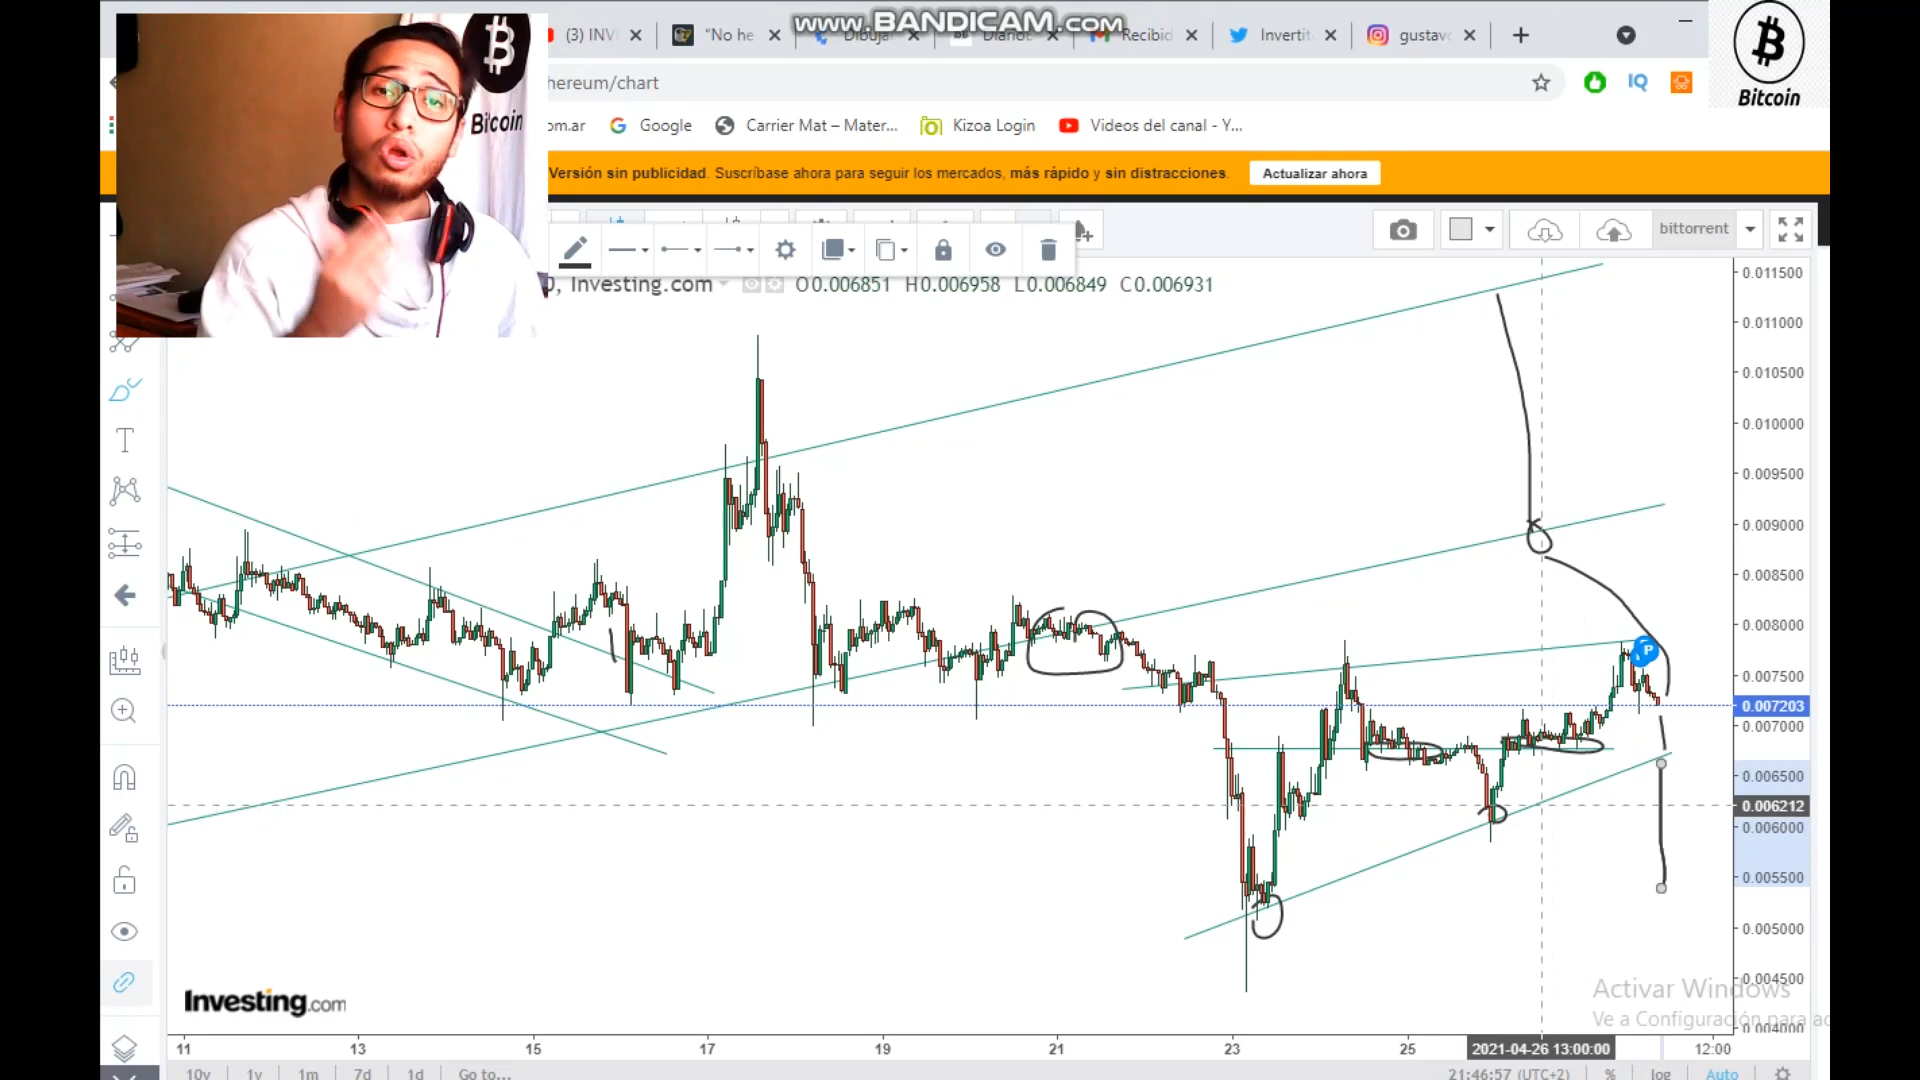 www.BANDICAM.com
(3) INVI
"No he
Dibuja
Diario
Recibid
Invertit
gustavo
hereum/chart
IQ
Bitcoin
Bitcoin
om.ar
Google
Carrier Mat – Mater...
Kizoa Login
Videos del canal - Y...
Versión sin publicidad. Suscríbase ahora para seguir los mercados, más rápido y sin distracciones.
Actualizar ahora
bittorrent
, Investing.com
O0.006851 H0.006958 L0.006849 C0.006931
0.011500
0.011000
0.010500
0.010000
0.009500
0.009000
0.008500
0.008000
P
0.007500
0.007203
0.007000
0.006500
0.006212
0.006000
0.005500
0.005000
0.004500
0.004000
T
Investing.com
Activar Windows
Ve a Configuración para ac
11 13 15 17 19 21 23 25 2021-04-26 13:00:00 12:00
10y 1y 1m 7d 1d Go to... 21:46:57 (UTC+2) % log Auto